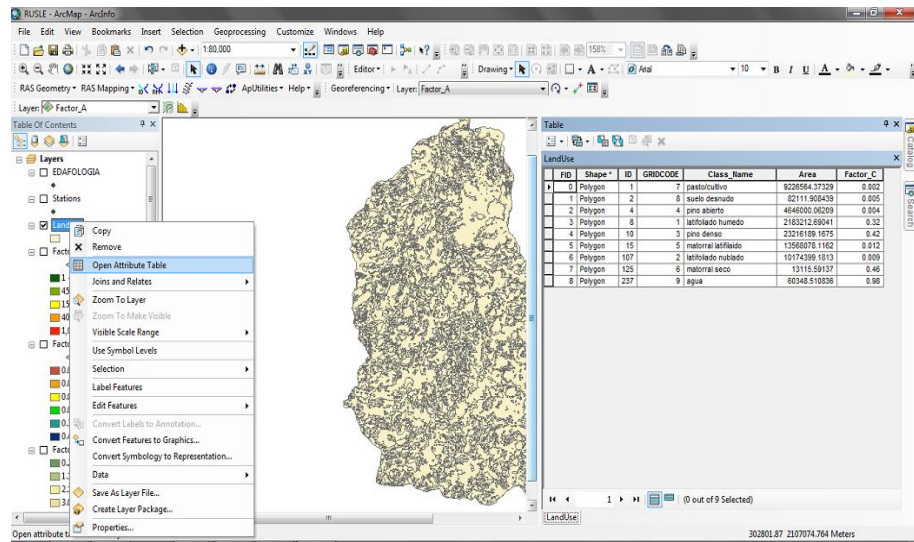 RUSLE - ArcMap - ArcInfo
File Edit View Bookmarks Insert Selection Geoprocessing Customize Windows Help
1:80,000 158%
Editor Drawing Arial 10 B I U A
RAS Geometry RAS Mapping ApUtilities Help Georeferencing Layer: Factor_A
Layer: Factor_A
Table Of Contents
Layers
EDAFOLOGIA
Stations
Land
Facto
Facto
Facto
Copy
Remove
Open Attribute Table
Joins and Relates
Zoom To Layer
Zoom To Make Visible
Visible Scale Range
Use Symbol Levels
Selection
Label Features
Edit Features
Convert Labels to Annotation...
Convert Features to Graphics...
Convert Symbology to Representation...
Data
Save As Layer File...
Create Layer Package...
Properties...
Table
LandUse
FID Shape * ID GRIDCODE Class_Name Area Factor_C
0 Polygon 1 7 pasto/cultivo 9226564.37329 0.002
1 Polygon 2 8 suelo desnudo 82111.908439 0.005
2 Polygon 4 4 pino abierto 4646000.06209 0.004
3 Polygon 8 1 latifoliado humedo 218312.69041 0.32
4 Polygon 10 3 pino denso 23216189.1675 0.42
5 Polygon 15 5 matorral latifilaido 13568078.1162 0.012
6 Polygon 107 2 latifoliado nublado 10174399.1813 0.009
7 Polygon 125 6 matorral seco 13115.59137 0.46
8 Polygon 237 9 agua 60348.510836 0.98
1 (0 out of 9 Selected)
LandUse
Catalog
Search
Open attribute t
302801.87 2107074.764 Meters